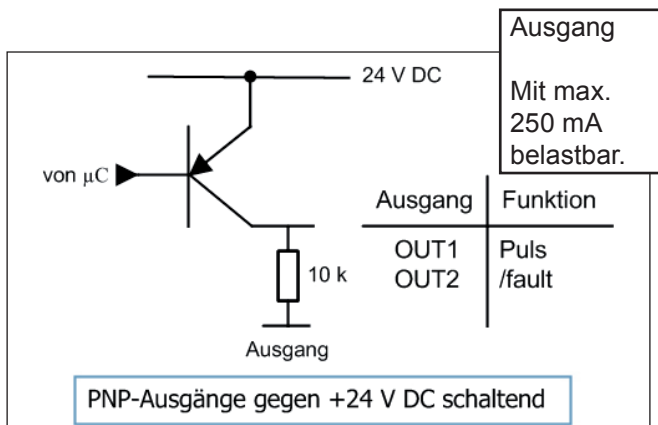 Ausgang
Mit max.
250 mA
belastbar.
24 V DC
von µC
Ausgang Funktion
OUT1 Puls
OUT2 /fault
10 k
Ausgang
PNP-Ausgänge gegen +24 V DC schaltend